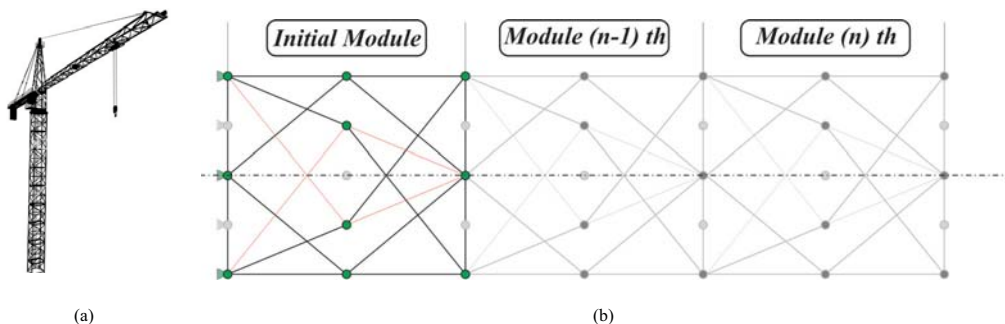 Initial Module
Module (n-1) th
Module (n) th
(a)
(b)